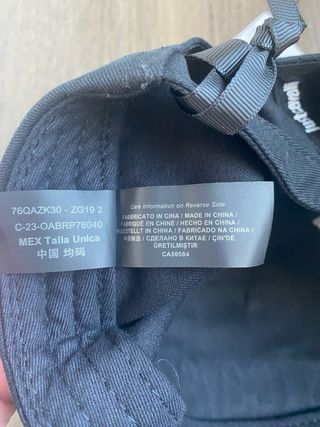 76QAZK30 - ZG19 2
C-23-OABRP78040
MEX Talla Unica
中国 均码
Care Information on Reverse Side
FABBRICATO IN CINA / MADE IN CHINA /
FABRIQUÉ EN CHINE / HECHO EN CHINA /
HERGESTELLT IN CHINA / FABRICADO NA CHINA /
中国制造 / СДЕЛАНО В КИТАЕ / ÇİN'DE
ÜRETİLMİŞTİR
CA50584